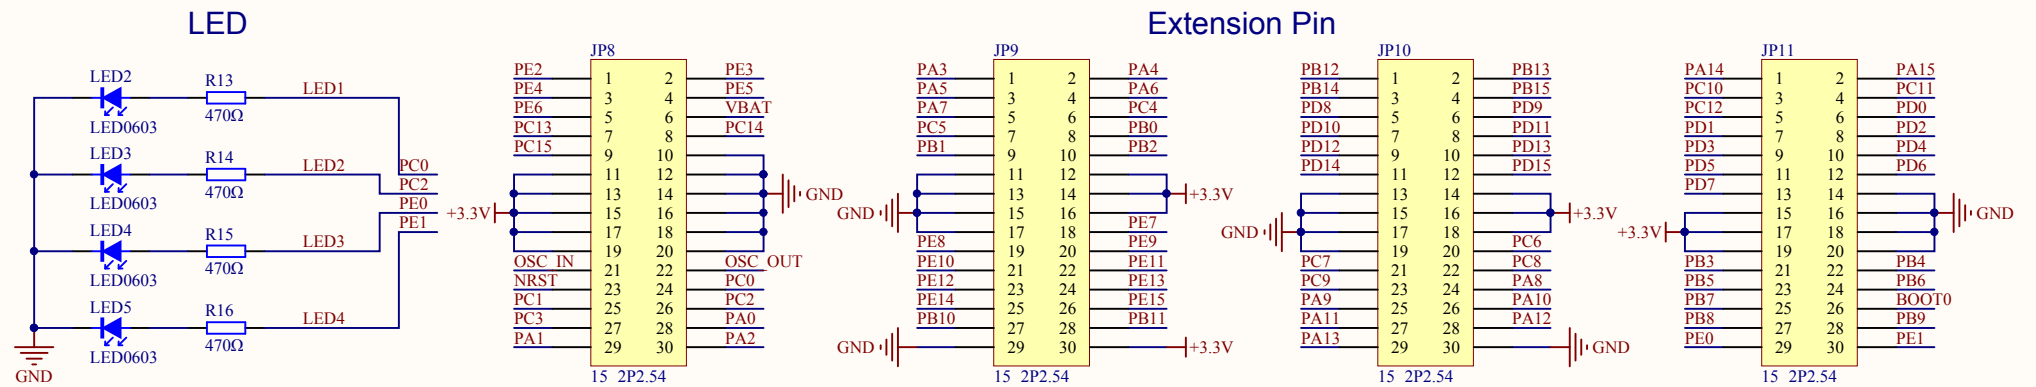 LED
Extension Pin
LED2
R13
LED1
LED0603
470Ω
LED3
R14
LED2
LED0603
470Ω
LED4
R15
LED3
LED0603
470Ω
LED5
R16
LED4
LED0603
470Ω
GND
PC0
PC2
PE0
PE1
JP8
PE2 1 2 PE3
PE4 3 4 PE5
PE6 5 6 VBAT
PC13 7 8 PC14
PC15 9 10
11 12
13 14 GND
+3.3V 15 16
17 18
19 20
OSC_IN 21 22 OSC_OUT
NRST 23 24 PC0
PC1 25 26 PC2
PC3 27 28 PA0
PA1 29 30 PA2
15 2P2.54
JP9
PA3 1 2 PA4
PA5 3 4 PA6
PA7 5 6 PC4
PC5 7 8 PB0
PB1 9 10 PB2
11 12
13 14 +3.3V
GND 15 16
17 18 PE7
PE8 19 20 PE9
PE10 21 22 PE11
PE12 23 24 PE13
PE14 25 26 PE15
PB10 27 28 PB11
GND 29 30 +3.3V
15 2P2.54
JP10
PB12 1 2 PB13
PB14 3 4 PB15
PD8 5 6 PD9
PD10 7 8 PD11
PD12 9 10 PD13
PD14 11 12 PD15
13 14
15 16 +3.3V
GND 17 18
19 20 PC6
PC7 21 22 PC8
PC9 23 24 PA8
PA9 25 26 PA10
PA11 27 28 PA12
PA13 29 30 GND
15 2P2.54
JP11
PA14 1 2 PA15
PC10 3 4 PC11
PC12 5 6 PD0
PD1 7 8 PD2
PD3 9 10 PD4
PD5 11 12 PD6
PD7 13 14
15 16 GND
+3.3V 17 18
19 20
PB3 21 22 PB4
PB5 23 24 PB6
PB7 25 26 BOOT0
PB8 27 28 PB9
PE0 29 30 PE1
15 2P2.54